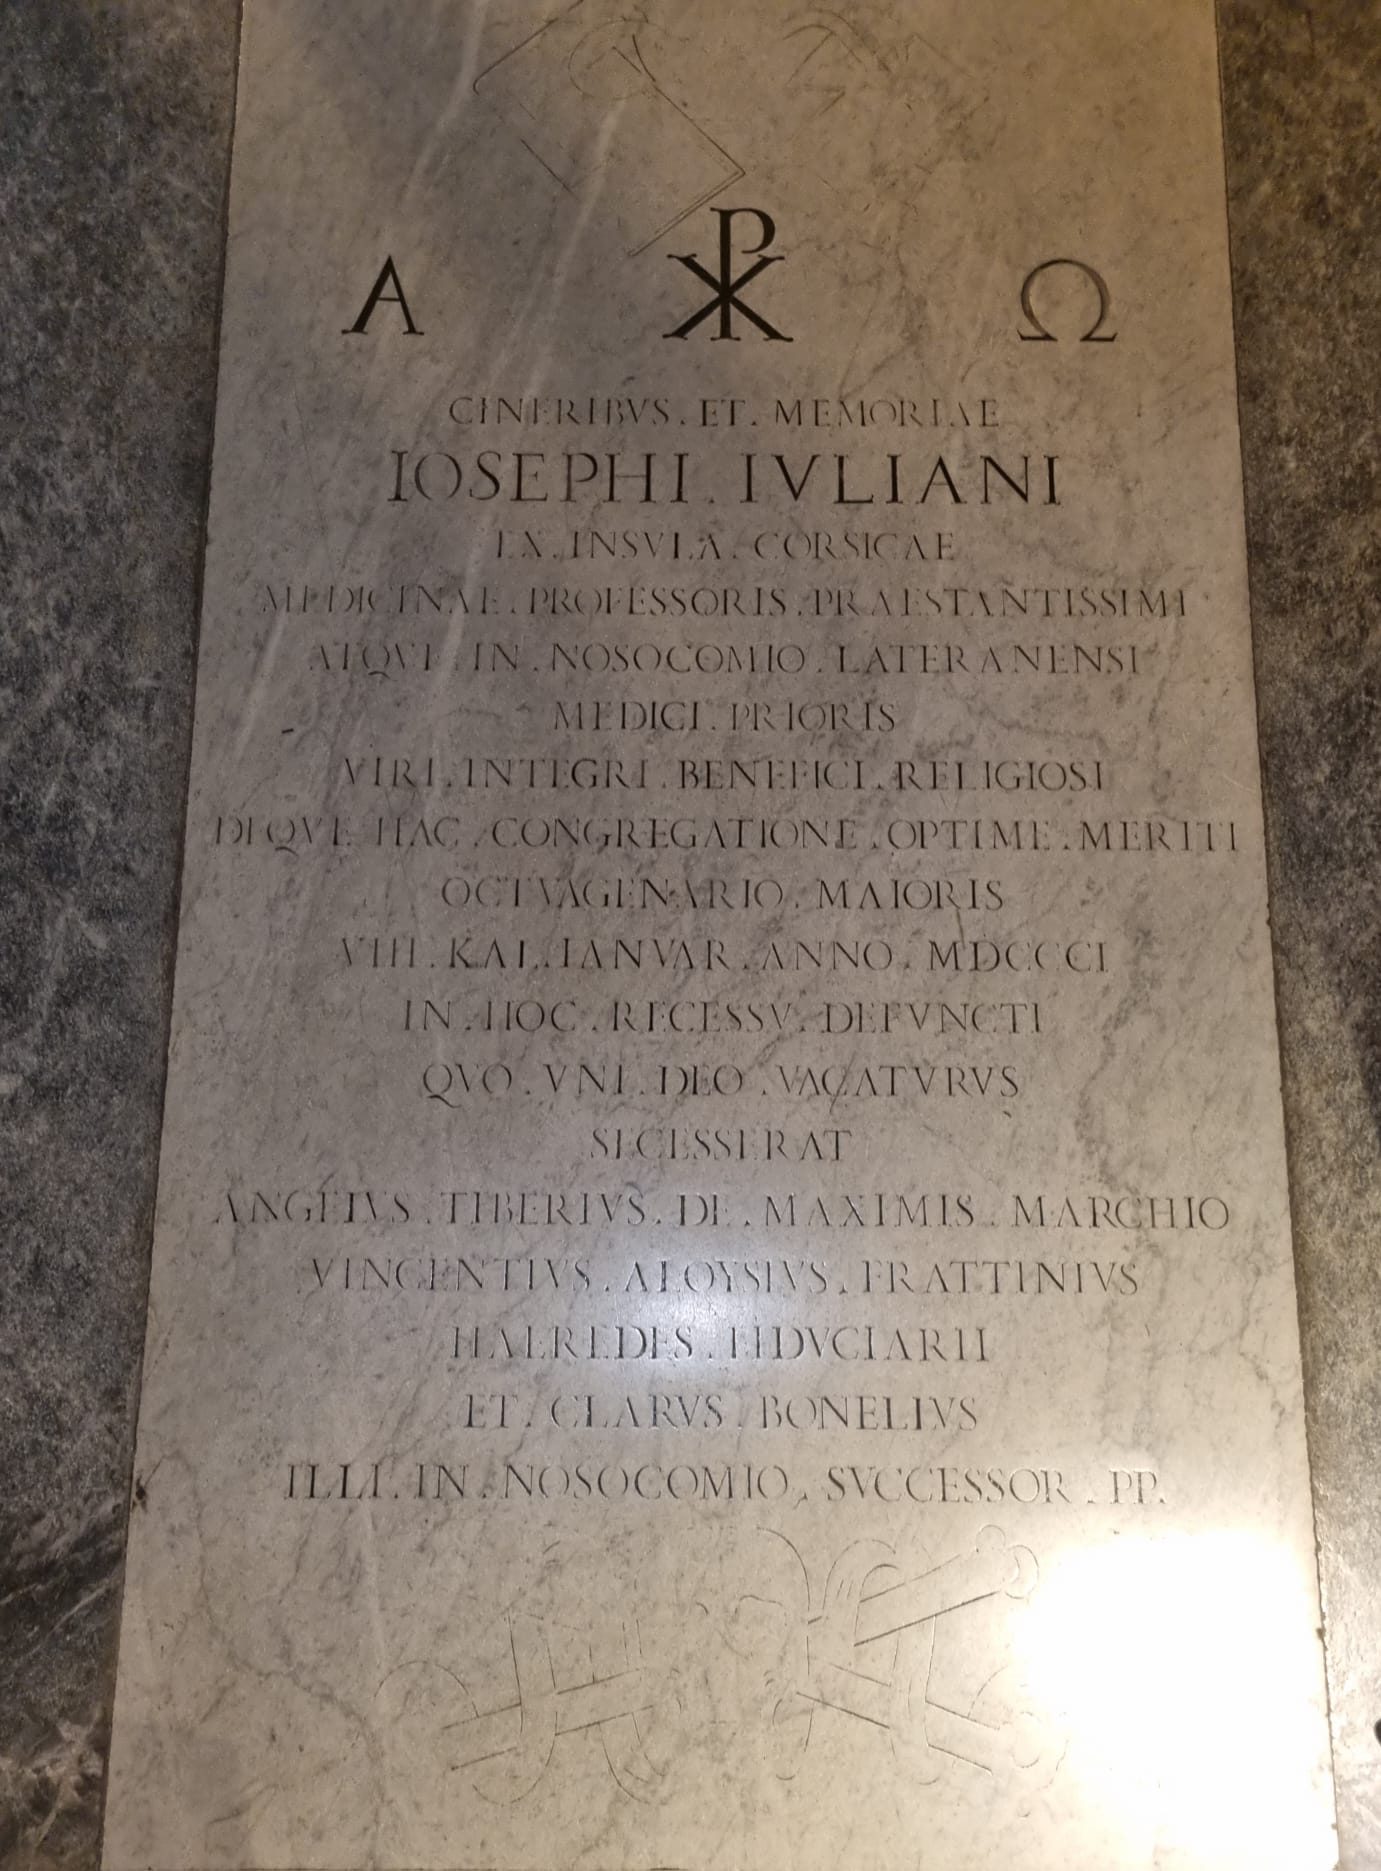 Α ☧ Ω
CINERIBVS . ET . MEMORIAE
IOSEPHI . IVLIANI
EX . INSVLA . CORSICAE
MEDICINAE . PROFESSORIS . PRAESTANTISSIMI
ATQVE . IN . NOSOCOMIO . LATERANENSI
MEDICI . PRIORIS
VIRI . INTEGRI . BENEFICI . RELIGIOSI
DEQVE HAC . CONGREGATIONE . OPTIME . MERITI
OCTVAGENARIO . MAIORIS
VIII . KAL . IANVAR . ANNO . MDCCCI
IN . HOC . RECESSV . DEFVNCTI
QVO . VNI . DEO . VACATVRVS
SECESSERAT
ANGELVS . TIBERIVS . DE . MAXIMIS . MARCHIO
VINCENTIVS . ALOYSIVS . FRATTINIVS
HAEREDES . FIDVCIARII
ET . CLARVS . BONELIVS
ILLI . IN . NOSOCOMIO . SVCCESSOR . PP.